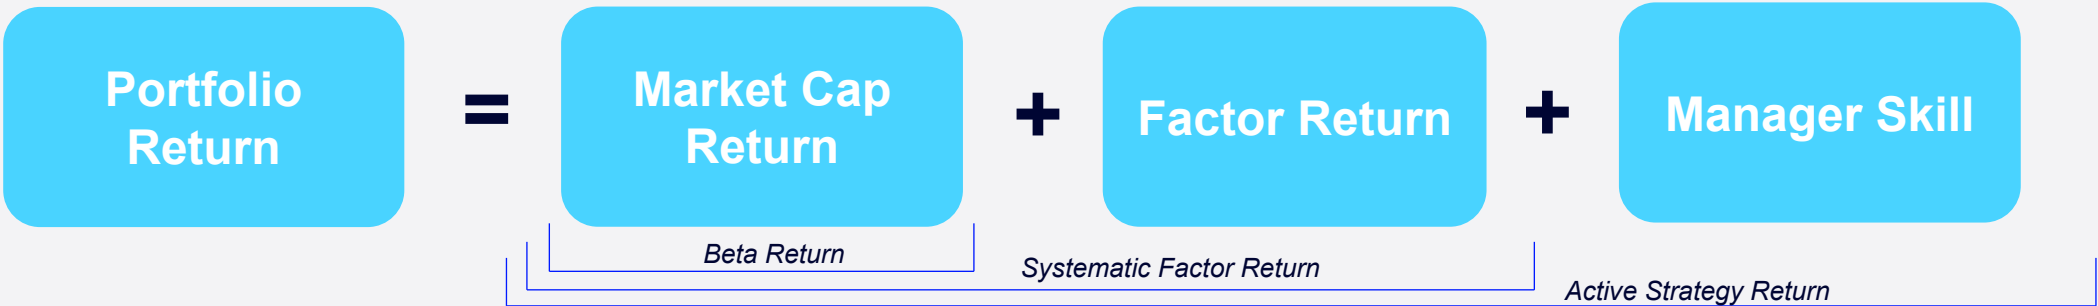 Portfolio
Return
=
Market Cap
Return
+
Factor Return
+
Manager Skill
Beta Return
Systematic Factor Return
Active Strategy Return